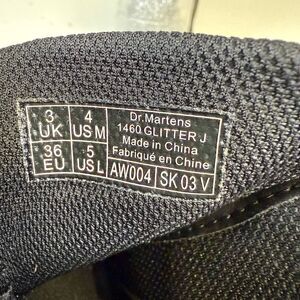 3 UK
4 US M
36 EU
5 US L
Dr.Martens
1460 GLITTER J
Made in China
Fabriqué en Chine
AW004
SK 03 V